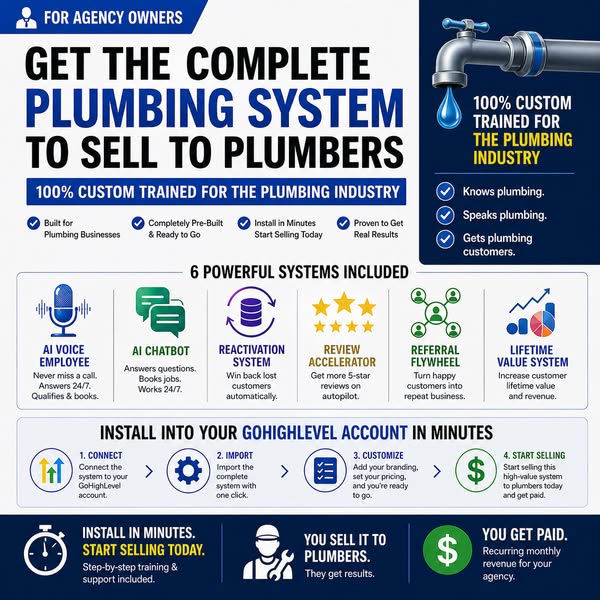 FOR AGENCY OWNERS
GET THE COMPLETE
PLUMBING SYSTEM
TO SELL TO PLUMBERS
100% CUSTOM TRAINED FOR THE PLUMBING INDUSTRY
Built for
Plumbing Businesses
Completely Pre-Built
& Ready to Go
Install in Minutes
Start Selling Today
Proven to Get
Real Results
100% CUSTOM
TRAINED FOR
THE PLUMBING
INDUSTRY
Knows plumbing.
Speaks plumbing.
Gets plumbing
customers.
6 POWERFUL SYSTEMS INCLUDED
AI VOICE
EMPLOYEE
Never miss a call.
Answers 24/7.
Qualifies & books.
AI CHATBOT
Answers questions.
Books jobs.
Works 24/7.
REACTIVATION
SYSTEM
Win back lost
customers
automatically.
REVIEW
ACCELERATOR
Get more 5-star
reviews on
autopilot.
REFERRAL
FLYWHEEL
Turn happy
customers into
repeat business.
LIFETIME
VALUE SYSTEM
Increase customer
lifetime value
and revenue.
INSTALL INTO YOUR GOHIGHLEVEL ACCOUNT IN MINUTES
1. CONNECT
Connect the
system to your
GoHighLevel
account.
2. IMPORT
Import the
complete
system with
one click.
3. CUSTOMIZE
Add your branding,
set your pricing,
and you're ready
to go.
4. START SELLING
$
Start selling this
high-value system
to plumbers today
and get paid.
INSTALL IN MINUTES.
START SELLING TODAY.
Step-by-step training &
support included.
YOU SELL IT TO
PLUMBERS.
They get results.
$
YOU GET PAID.
Recurring monthly
revenue for your
agency.